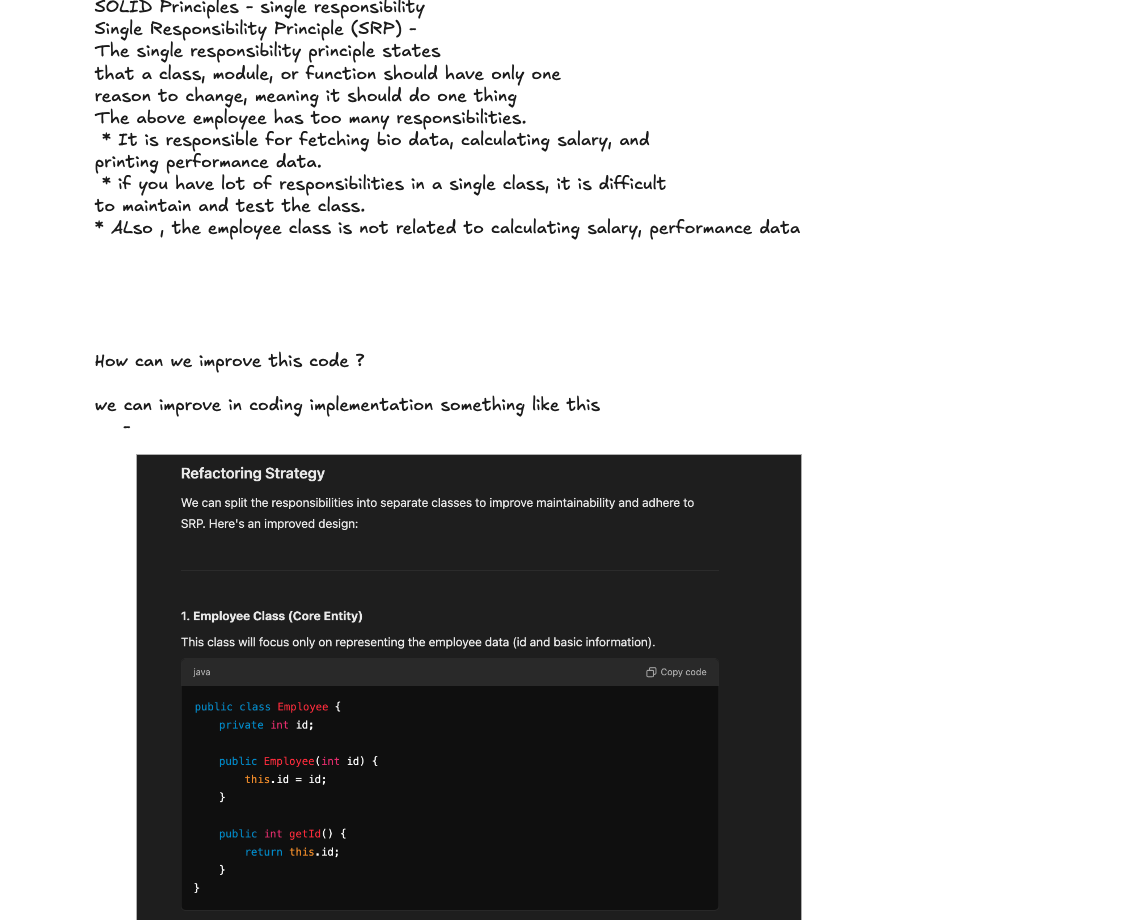 SOLID Principles - single responsibility
Single Responsibility Principle (SRP) -
The single responsibility principle states
that a class, module, or function should have only one
reason to change, meaning it should do one thing
The above employee has too many responsibilities.
* It is responsible for fetching bio data, calculating salary, and
printing performance data.
* if you have lot of responsibilities in a single class, it is difficult
to maintain and test the class.
* ALso , the employee class is not related to calculating salary, performance data
How can we improve this code ?
we can improve in coding implementation something like this
-
Refactoring Strategy
We can split the responsibilities into separate classes to improve maintainability and adhere to
SRP. Here's an improved design:
1. Employee Class (Core Entity)
This class will focus only on representing the employee data (id and basic information).
java Copy code
public class Employee {
    private int id;
    public Employee(int id) {
        this.id = id;
    }
    public int getId() {
        return this.id;
    }
}